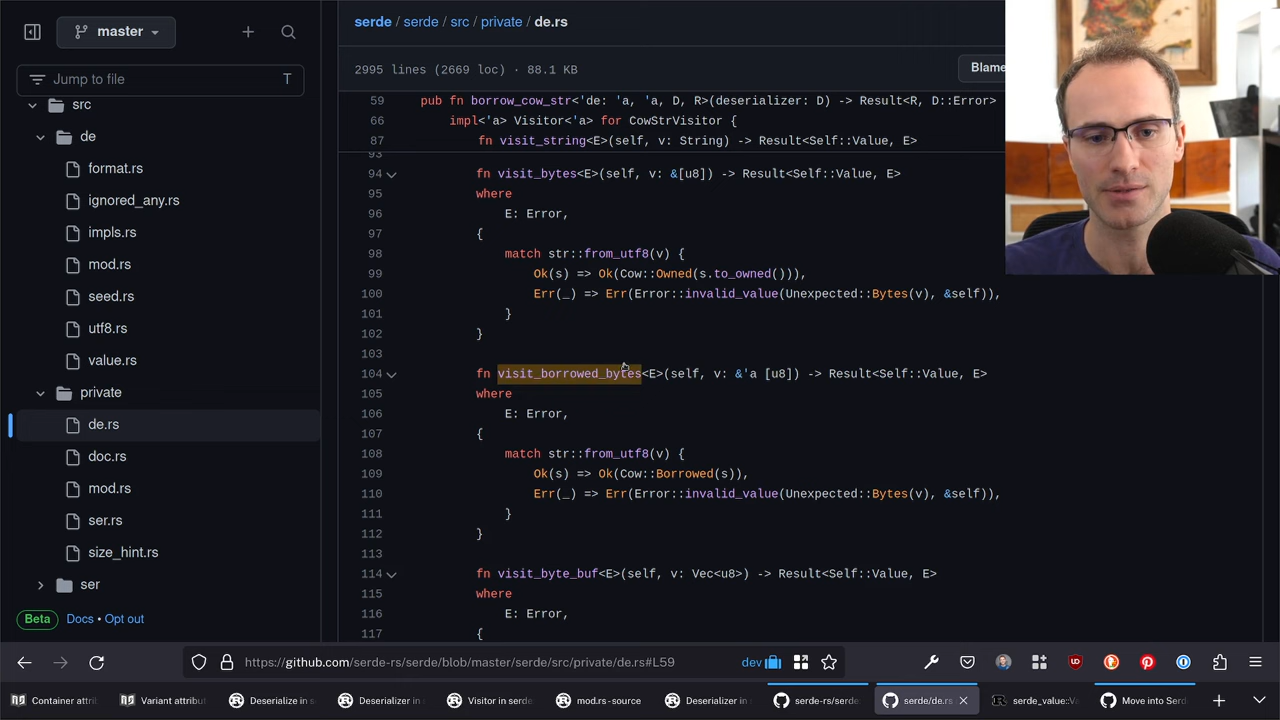 master
serde / serde / src / private / de.rs
Jump to file
T
2995 lines (2669 loc) · 88.1 KB
Blame
src
de
format.rs
ignored_any.rs
impls.rs
mod.rs
seed.rs
utf8.rs
value.rs
private
de.rs
doc.rs
mod.rs
ser.rs
size_hint.rs
ser
Beta Docs • Opt out
59 pub fn borrow_cow_str<'de: 'a, 'a, D, R>(deserializer: D) -> Result<R, D::Error>
66 impl<'a> Visitor<'a> for CowStrVisitor {
87 fn visit_string<E>(self, v: String) -> Result<Self::Value, E>
93
94 fn visit_bytes<E>(self, v: &[u8]) -> Result<Self::Value, E>
95 where
96 E: Error,
97 {
98 match str::from_utf8(v) {
99 Ok(s) => Ok(Cow::Owned(s.to_owned())),
100 Err(_) => Err(Error::invalid_value(Unexpected::Bytes(v), &self)),
101 }
102 }
103
104 fn visit_borrowed_bytes<E>(self, v: &'a [u8]) -> Result<Self::Value, E>
105 where
106 E: Error,
107 {
108 match str::from_utf8(v) {
109 Ok(s) => Ok(Cow::Borrowed(s)),
110 Err(_) => Err(Error::invalid_value(Unexpected::Bytes(v), &self)),
111 }
112 }
113
114 fn visit_byte_buf<E>(self, v: Vec<u8>) -> Result<Self::Value, E>
115 where
116 E: Error,
117 {
https://github.com/serde-rs/serde/blob/master/serde/src/private/de.rs#L59
dev
Container attribut
Variant attribut
Deserialize in s
Deserializer in
Visitor in serde
mod.rs - source
Deserializer in
serde-rs/serde
serde/de.rs
serde_value::Va
Move into Serd